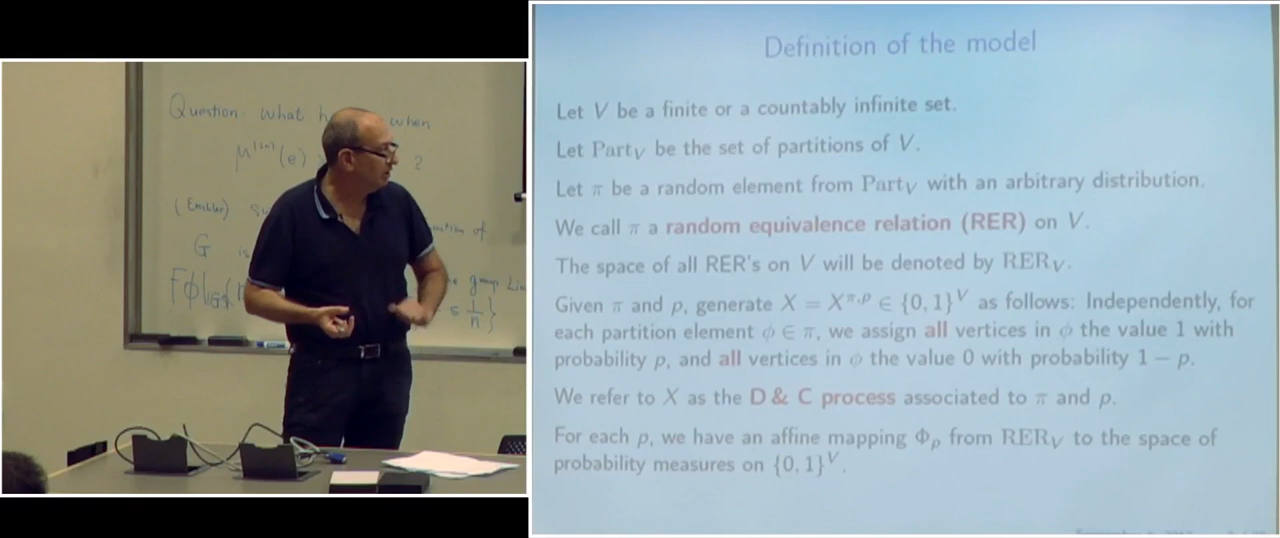 Question what h when
μ (e) 2
(Ember) su
G is
group
Definition of the model
Let V be a finite or a countably infinite set.
Let Part_V be the set of partitions of V.
Let π be a random element from Part_V with an arbitrary distribution.
We call π a random equivalence relation (RER) on V.
The space of all RER's on V will be denoted by RER_V.
Given π and p, generate X = X^{π,p} ∈ {0, 1}^V as follows: Independently, for
each partition element φ ∈ π, we assign all vertices in φ the value 1 with
probability p, and all vertices in φ the value 0 with probability 1 − p.
We refer to X as the D & C process associated to π and p.
For each p, we have an affine mapping Φ_p from RER_V to the space of
probability measures on {0, 1}^V.